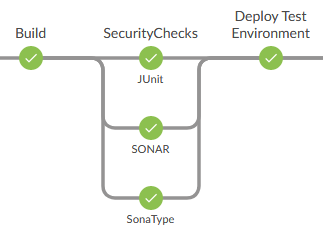 Build
SecurityChecks
Deploy Test
Environment
JUnit
SONAR
SonaType